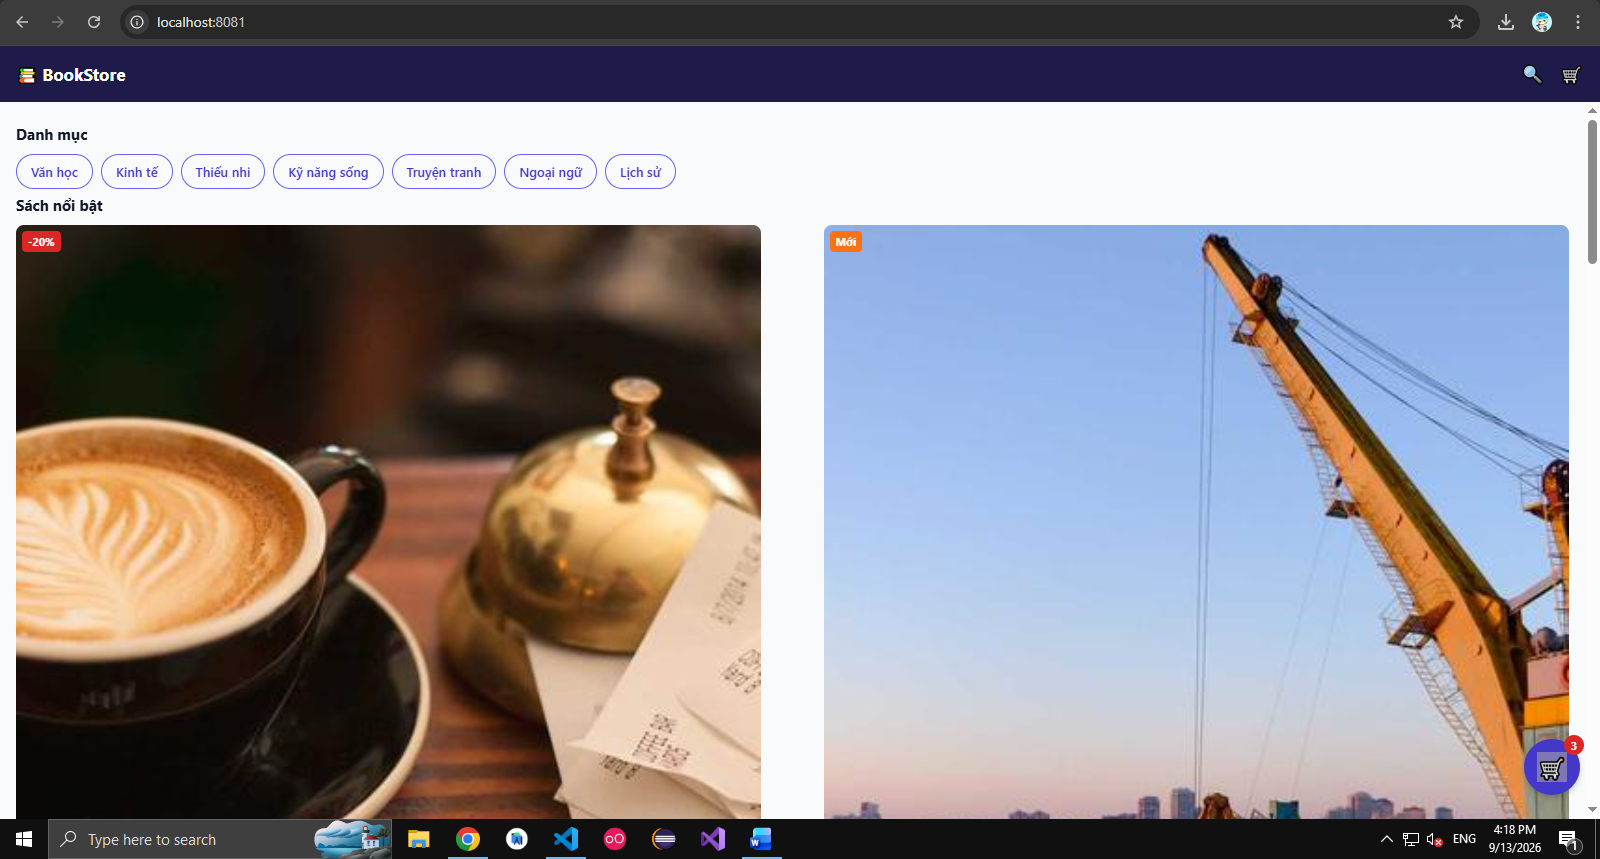 localhost:8081
BookStore
Danh mục
Văn học
Kinh tế
Thiếu nhi
Kỹ năng sống
Truyện tranh
Ngoại ngữ
Lịch sử
Sách nổi bật
-20%
Mới
3
Type here to search
ENG
4:18 PM
9/13/2026
1